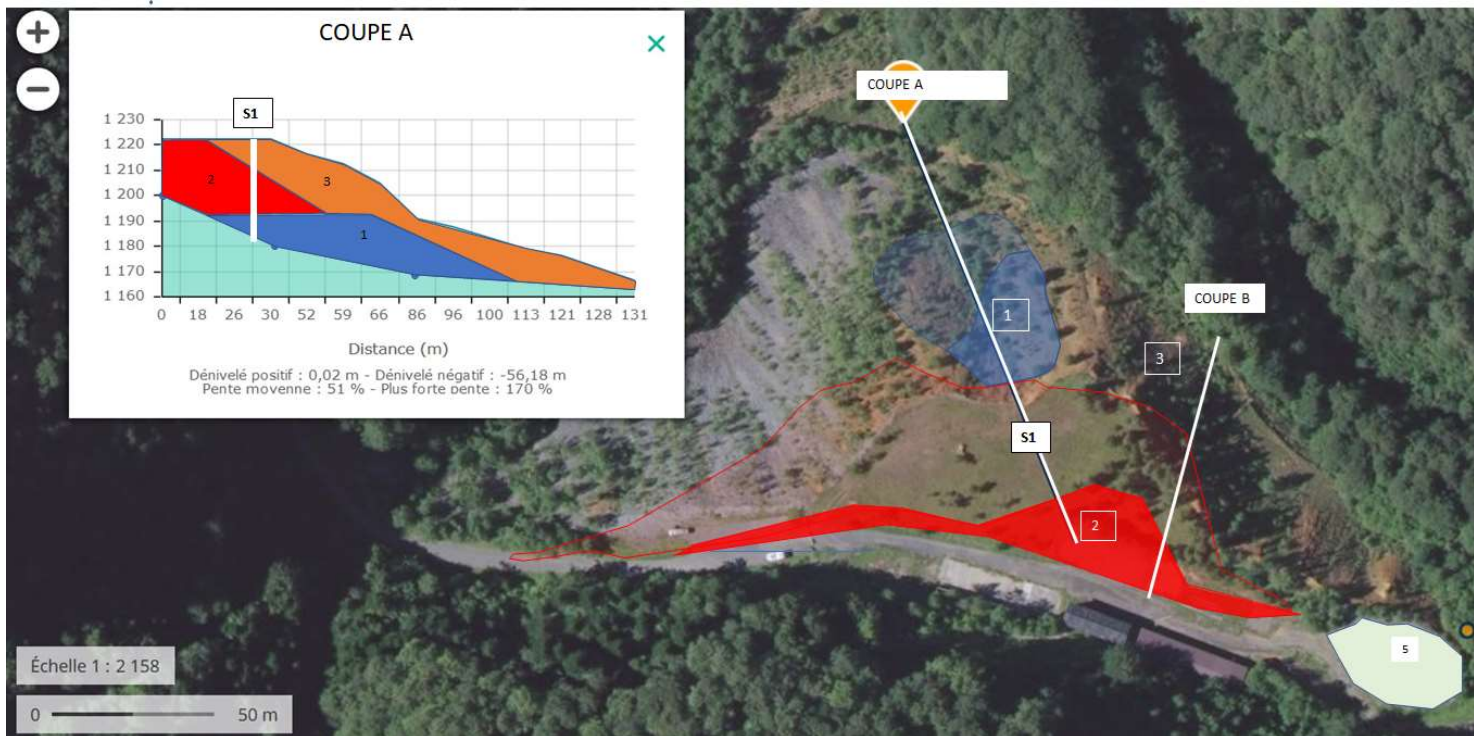 COUPE A
S1
1 230
1 220
1 210
1 200
1 190
1 180
1 170
1 160
2
3
1
0 18 26 30 52 59 66 86 96 100 113 121 128 131
Distance (m)
Dénivelé positif : 0,02 m - Dénivelé négatif : -56,18 m
Pente moyenne : 51 % - Plus forte pente : 170 %
COUPE A
COUPE B
1
3
S1
2
5
Échelle 1 : 2 158
0 50 m